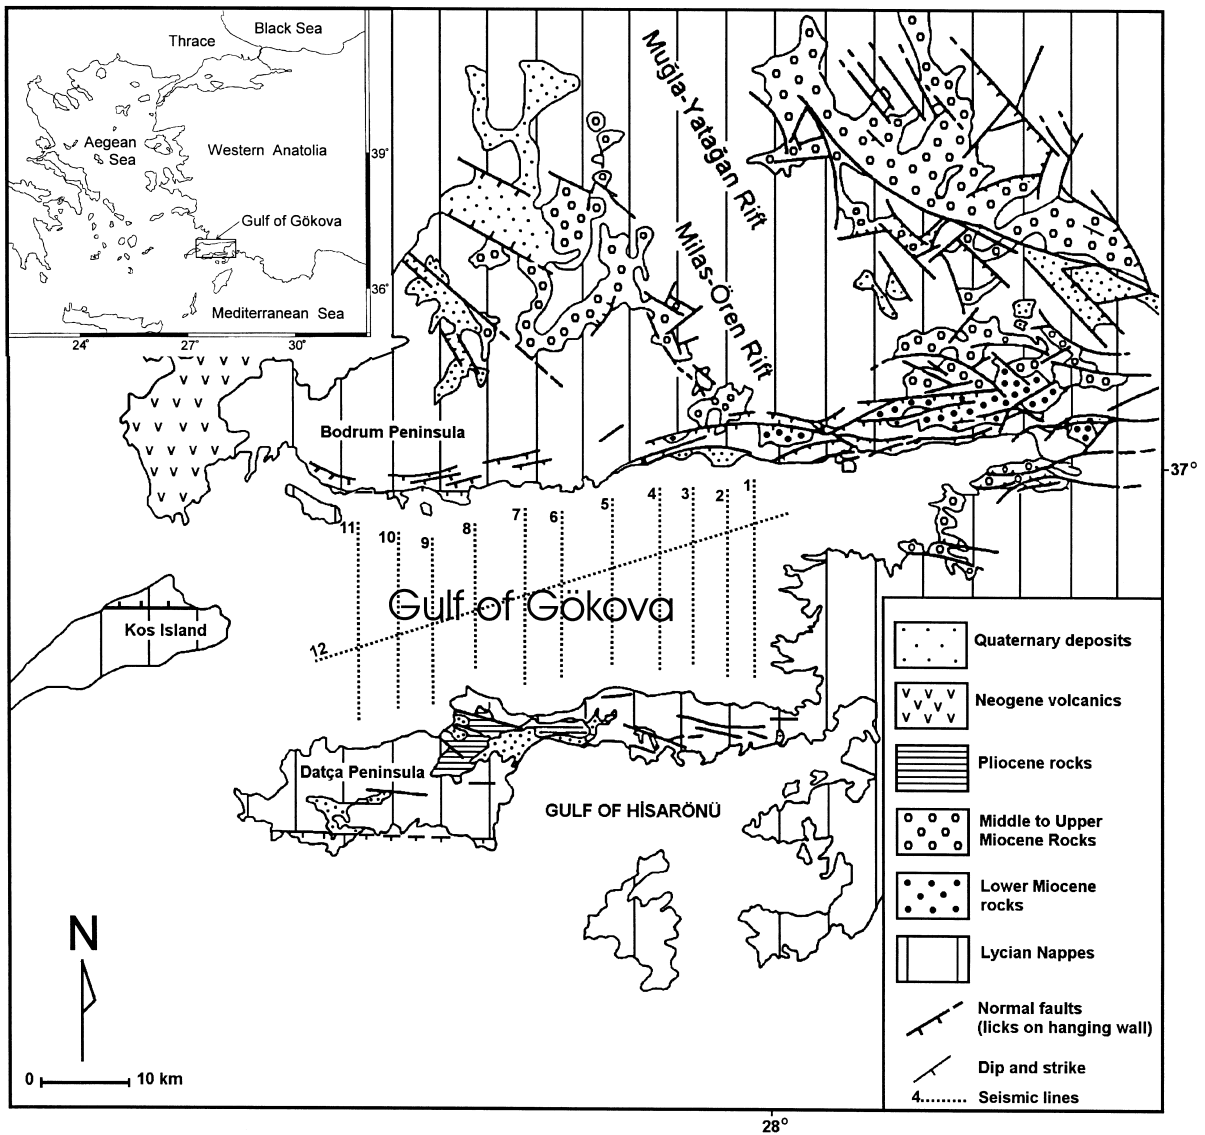 Black Sea
Thrace
Aegean
Sea
Western Anatolia
Gulf of Gökova
Mediterranean Sea
39°
36°
24°
27°
30°
Muğla-Yatağan Rift
Milas-Ören Rift
Bodrum Peninsula
37°
1
2
3
4
5
6
7
8
9
10
11
12
Gulf of Gökova
Kos Island
Datça Peninsula
GULF OF HİSARÖNÜ
N
0 10 km
28°
Quaternary deposits
Neogene volcanics
Pliocene rocks
Middle to Upper
Miocene Rocks
Lower Miocene
rocks
Lycian Nappes
Normal faults
(licks on hanging wall)
Dip and strike
4......... Seismic lines